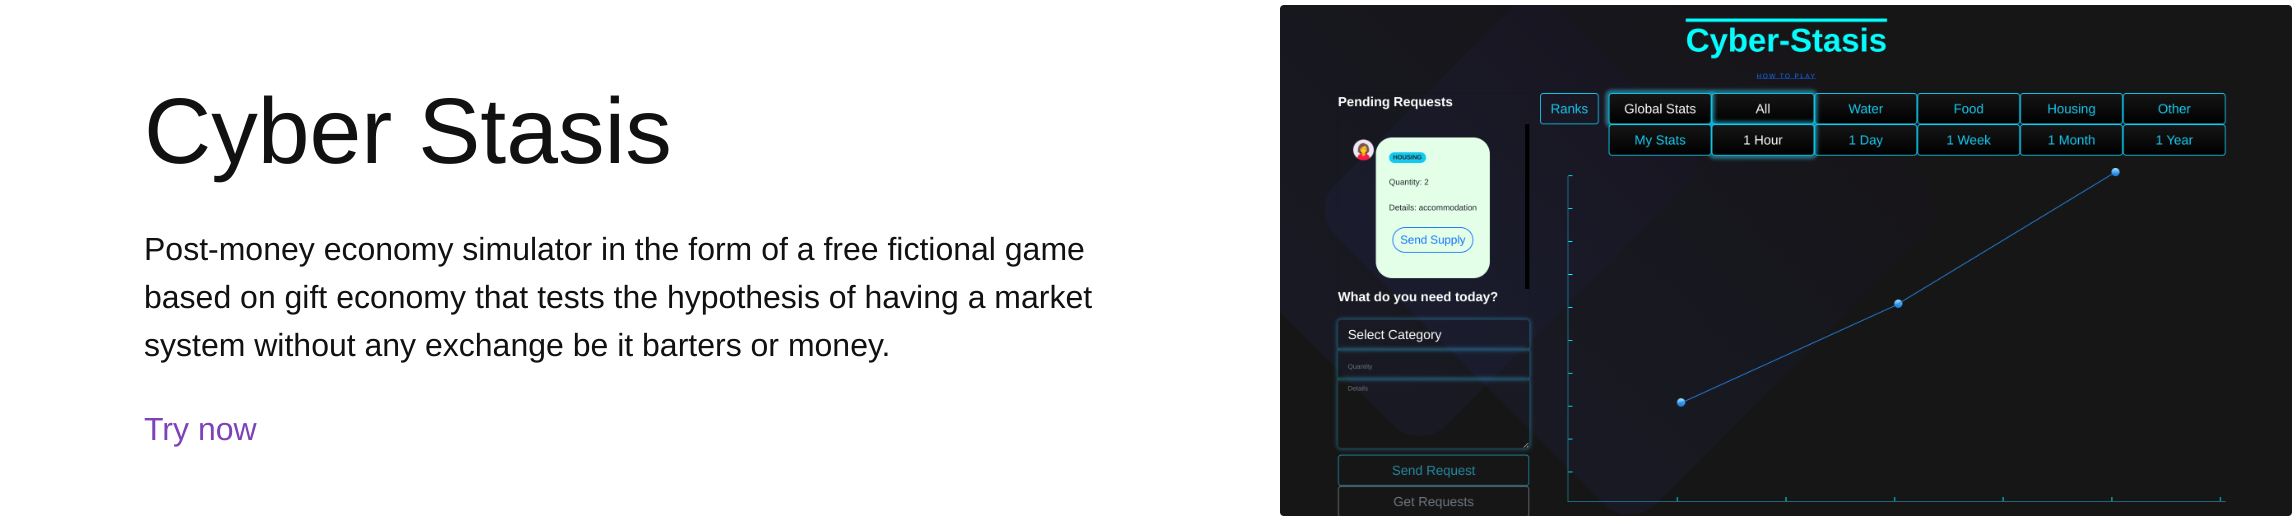 Cyber Stasis
Post-money economy simulator in the form of a free fictional game
based on gift economy that tests the hypothesis of having a market
system without any exchange be it barters or money.
Try now
Cyber-Stasis
HOW TO PLAY
Pending Requests
HOUSING
Quantity: 2
Details: accommodation
Send Supply
What do you need today?
Select Category
Quantity
Details
Send Request
Get Requests
Ranks
Global Stats All Water Food Housing Other
My Stats 1 Hour 1 Day 1 Week 1 Month 1 Year